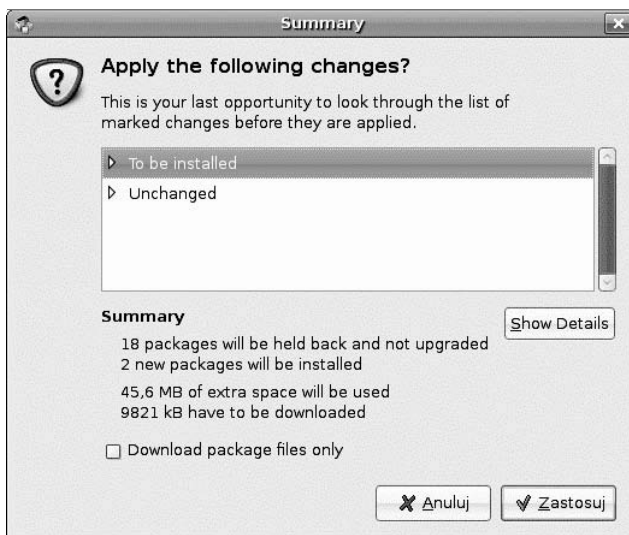 Summary
Apply the following changes?
This is your last opportunity to look through the list of
marked changes before they are applied.
To be installed
Unchanged
Summary
Show Details
18 packages will be held back and not upgraded
2 new packages will be installed
45,6 MB of extra space will be used
9821 kB have to be downloaded
Download package files only
Anuluj
Zastosuj